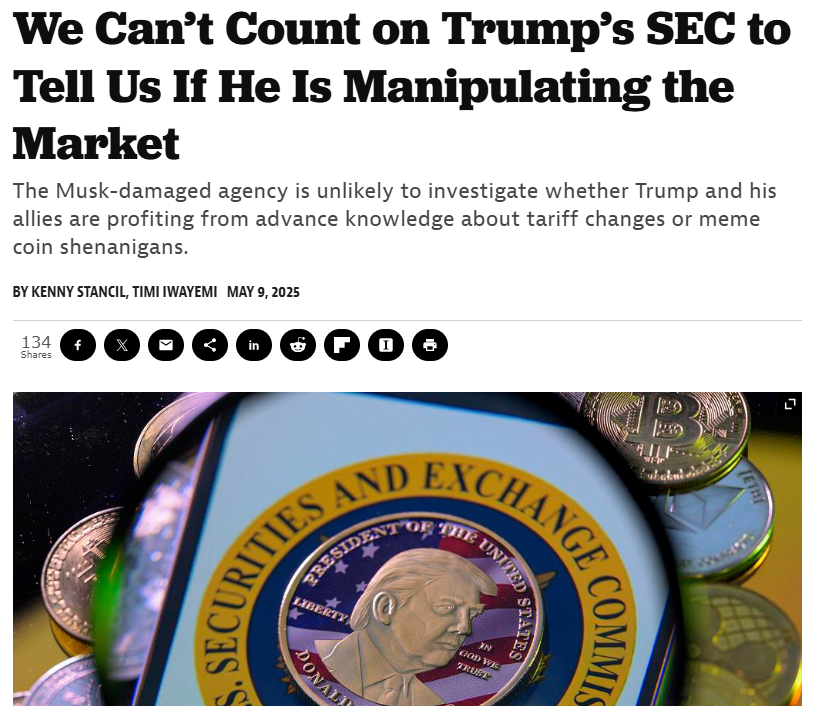 We Can’t Count on Trump’s SEC to
Tell Us If He Is Manipulating the
Market
The Musk-damaged agency is unlikely to investigate whether Trump and his
allies are profiting from advance knowledge about tariff changes or meme
coin shenanigans.
BY KENNY STANCIL, TIMI IWAYEMI MAY 9, 2025
134
Shares
S. SECURITIES AND EXCHANGE COMMIS
PRESIDENT OF THE UNITED STATES
LIBERTY
IN
GOD WE
TRUST
DONALD
ETH